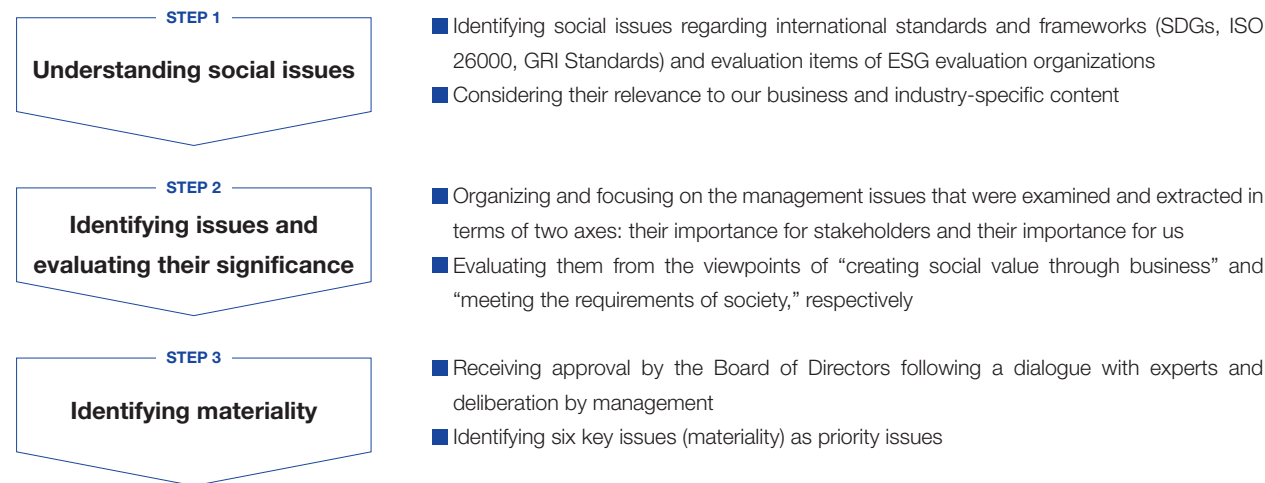 STEP 1
Understanding social issues
Identifying social issues regarding international standards and frameworks (SDGs, ISO
26000, GRI Standards) and evaluation items of ESG evaluation organizations
Considering their relevance to our business and industry-specific content
STEP 2
Identifying issues and
evaluating their significance
Organizing and focusing on the management issues that were examined and extracted in
terms of two axes: their importance for stakeholders and their importance for us
Evaluating them from the viewpoints of “creating social value through business” and
“meeting the requirements of society,” respectively
STEP 3
Identifying materiality
Receiving approval by the Board of Directors following a dialogue with experts and
deliberation by management
Identifying six key issues (materiality) as priority issues